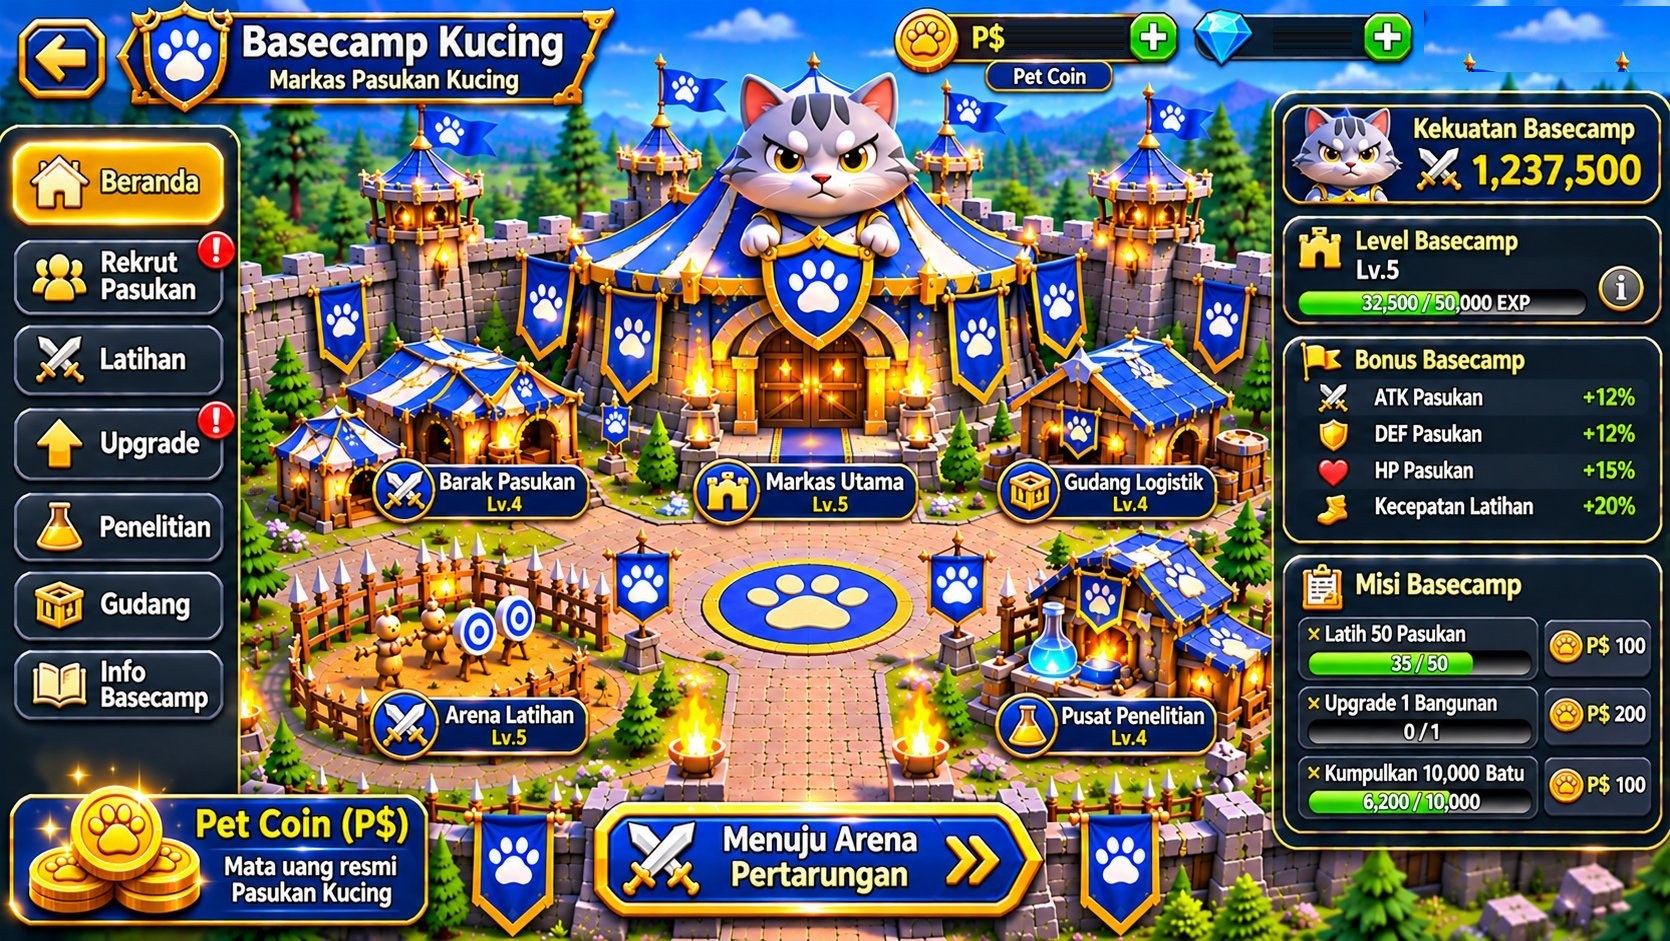 Basecamp Kucing
Markas Pasukan Kucing
P$
Pet Coin
Beranda
Rekrut
Pasukan
!
Latihan
Upgrade
!
Penelitian
Gudang
Info
Basecamp
Barak Pasukan
Lv.4
Markas Utama
Lv.5
Gudang Logistik
Lv.4
Arena Latihan
Lv.5
Pusat Penelitian
Lv.4
Kekuatan Basecamp
1,237,500
Level Basecamp
Lv.5
32,500 / 50,000 EXP
i
Bonus Basecamp
ATK Pasukan +12%
DEF Pasukan +12%
HP Pasukan +15%
Kecepatan Latihan +20%
Misi Basecamp
× Latih 50 Pasukan
35 / 50
P$ 100
× Upgrade 1 Bangunan
0 / 1
P$ 200
× Kumpulkan 10,000 Batu
6,200 / 10,000
P$ 100
Pet Coin (P$)
Mata uang resmi
Pasukan Kucing
Menuju Arena
Pertarungan